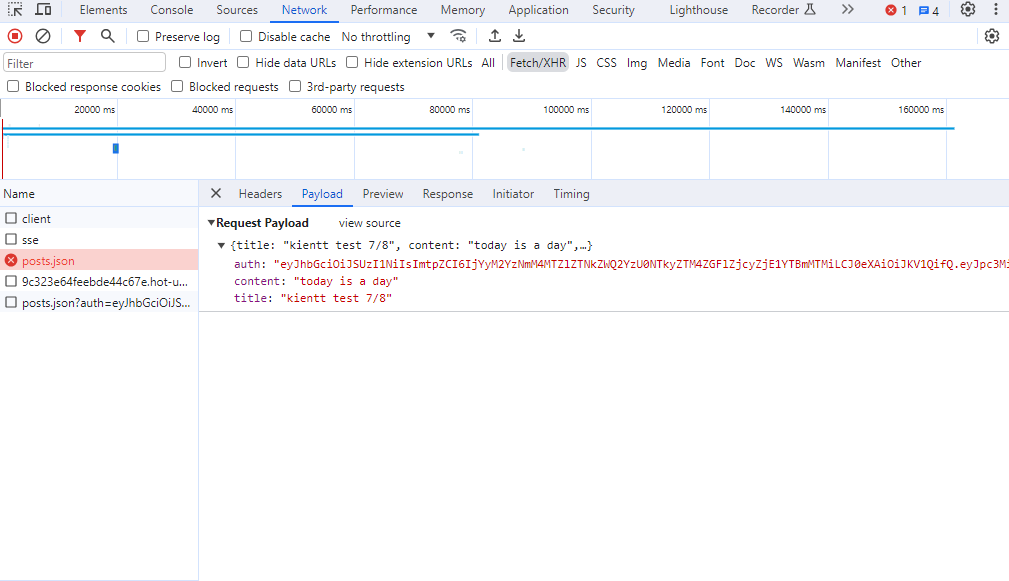 Elements Console Sources Network Performance Memory Application Security Lighthouse Recorder 1 4
Preserve log Disable cache No throttling
Filter Invert Hide data URLs Hide extension URLs All Fetch/XHR JS CSS Img Media Font Doc WS Wasm Manifest Other
Blocked response cookies Blocked requests 3rd-party requests
20000 ms 40000 ms 60000 ms 80000 ms 100000 ms 120000 ms 140000 ms 160000 ms
Name Headers Payload Preview Response Initiator Timing
client
sse
posts.json
9c323e64feebde44c67e.hot-u...
posts.json?auth=eyJhbGciOiJS...
Request Payload view source
{title: "kientt test 7/8", content: "today is a day",…}
auth: "eyJhbGciOiJSUzI1NiIsImtpZCI6IjYyM2YzNmM4MTZlZTNkZWQ2YzU0NTkyZTM4ZGFlZjcyZjE1YTBmMTMiLCJ0eXAiOiJKV1QifQ.eyJpc3Mi
content: "today is a day"
title: "kientt test 7/8"